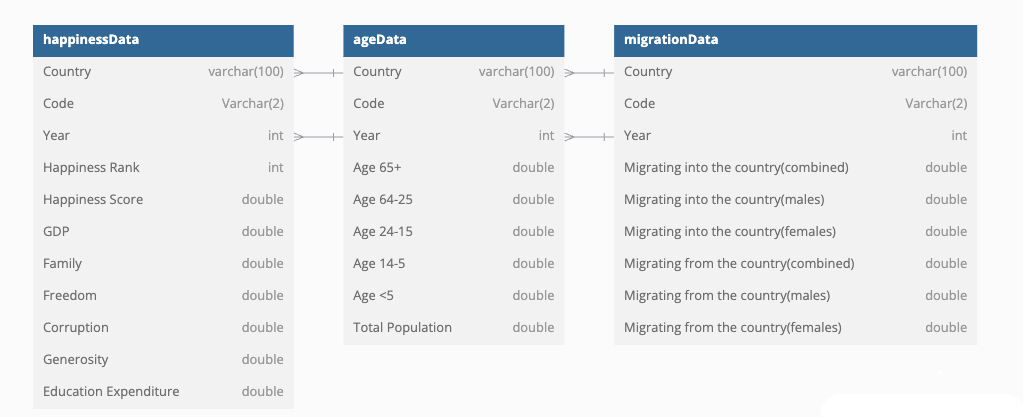 happinessData
Country varchar(100)
Code Varchar(2)
Year int
Happiness Rank int
Happiness Score double
GDP double
Family double
Freedom double
Corruption double
Generosity double
Education Expenditure double
ageData
Country varchar(100)
Code Varchar(2)
Year int
Age 65+ double
Age 64-25 double
Age 24-15 double
Age 14-5 double
Age <5 double
Total Population double
migrationData
Country varchar(100)
Code Varchar(2)
Year int
Migrating into the country(combined) double
Migrating into the country(males) double
Migrating into the country(females) double
Migrating from the country(combined) double
Migrating from the country(males) double
Migrating from the country(females) double